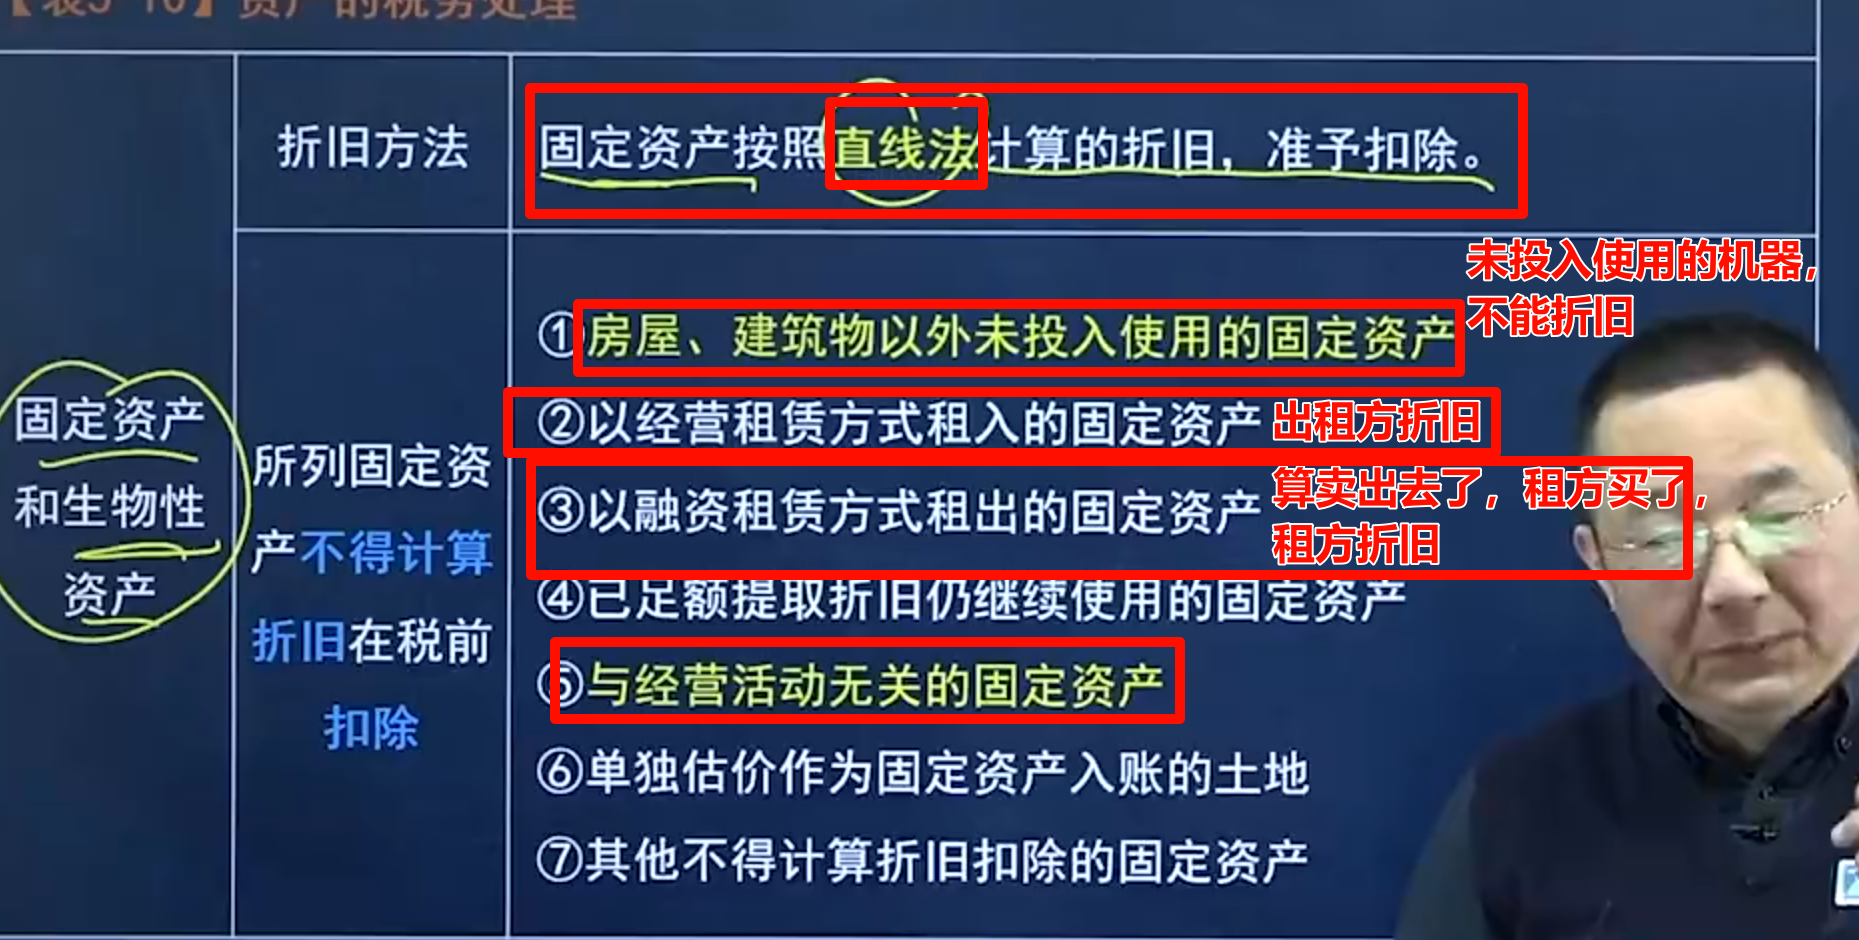 【表5-10】资产的税务处理
折旧方法
固定资产按照直线法计算的折旧，准予扣除。
固定资产
和生物性
资产
所列固定资
产不得计算
折旧在税前
扣除
①房屋、建筑物以外未投入使用的固定资产
未投入使用的机器，
不能折旧
②以经营租赁方式租入的固定资产
出租方折旧
③以融资租赁方式租出的固定资产
算卖出去了，租方买了，
租方折旧
④已足额提取折旧仍继续使用的固定资产
⑤与经营活动无关的固定资产
⑥单独估价作为固定资产入账的土地
⑦其他不得计算折旧扣除的固定资产